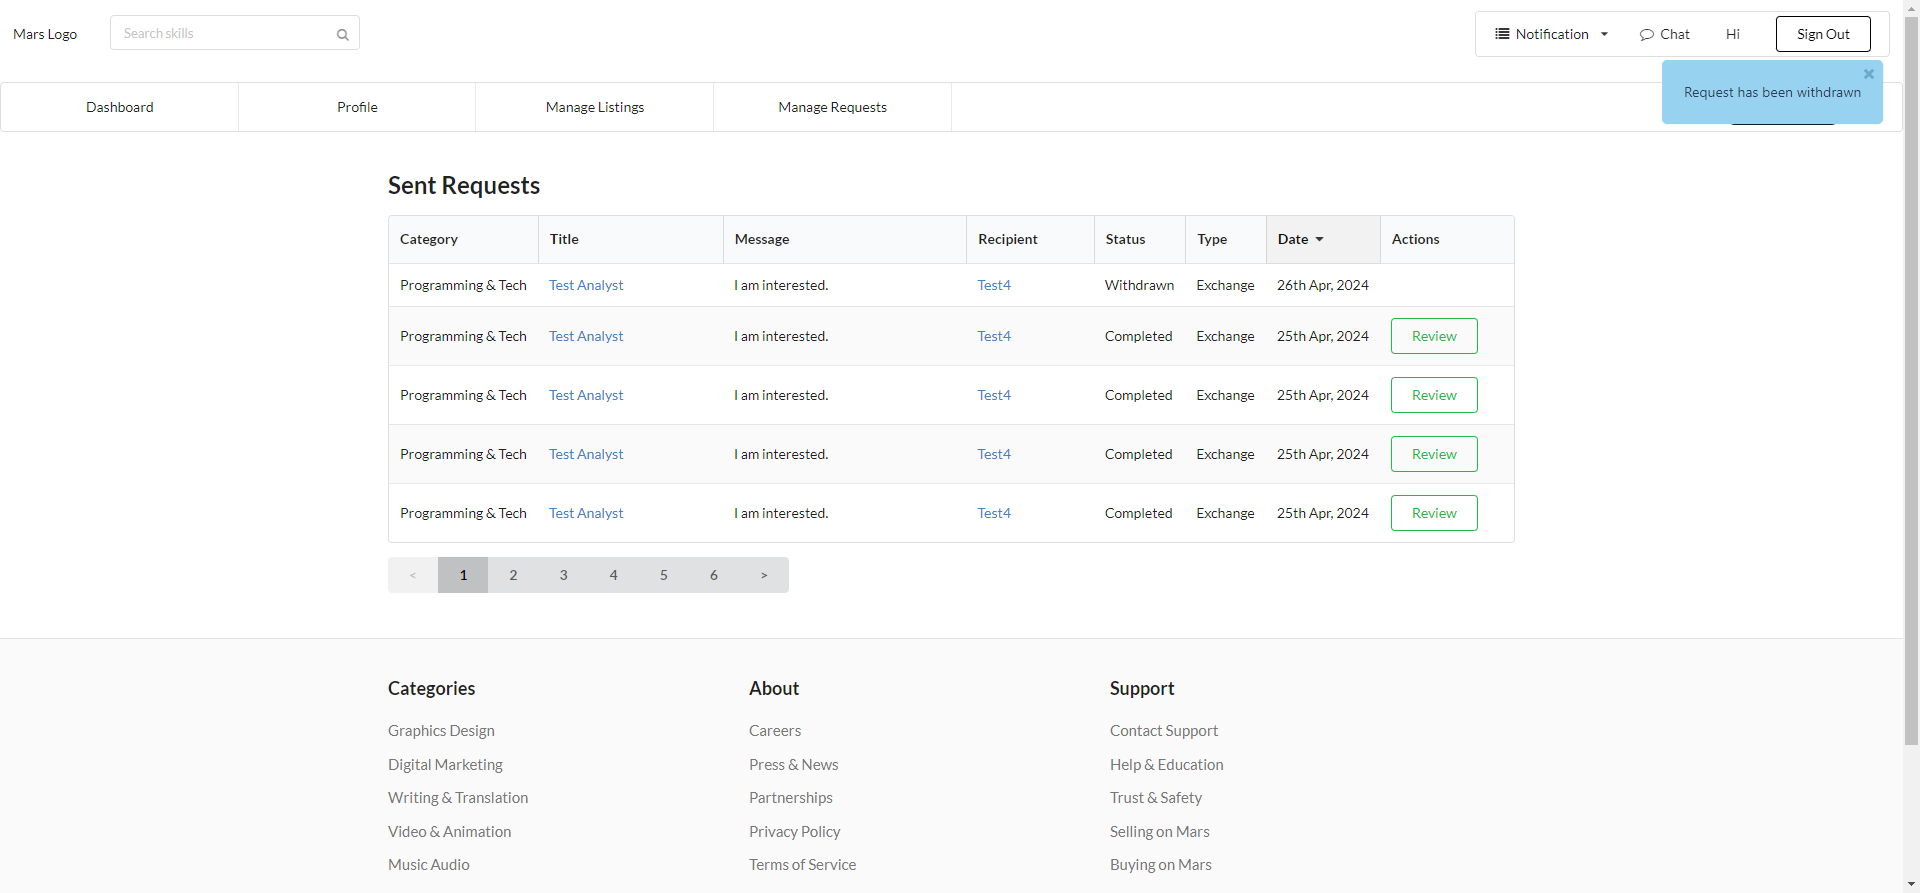 Mars Logo
Search skills
Notification
Chat
Hi
Sign Out
Request has been withdrawn
Dashboard
Profile
Manage Listings
Manage Requests
Sent Requests
Category Title Message Recipient Status Type Date Actions
Programming & Tech Test Analyst I am interested. Test4 Withdrawn Exchange 26th Apr, 2024
Programming & Tech Test Analyst I am interested. Test4 Completed Exchange 25th Apr, 2024 Review
Programming & Tech Test Analyst I am interested. Test4 Completed Exchange 25th Apr, 2024 Review
Programming & Tech Test Analyst I am interested. Test4 Completed Exchange 25th Apr, 2024 Review
Programming & Tech Test Analyst I am interested. Test4 Completed Exchange 25th Apr, 2024 Review
< 1 2 3 4 5 6 >
Categories
Graphics Design
Digital Marketing
Writing & Translation
Video & Animation
Music Audio
About
Careers
Press & News
Partnerships
Privacy Policy
Terms of Service
Support
Contact Support
Help & Education
Trust & Safety
Selling on Mars
Buying on Mars